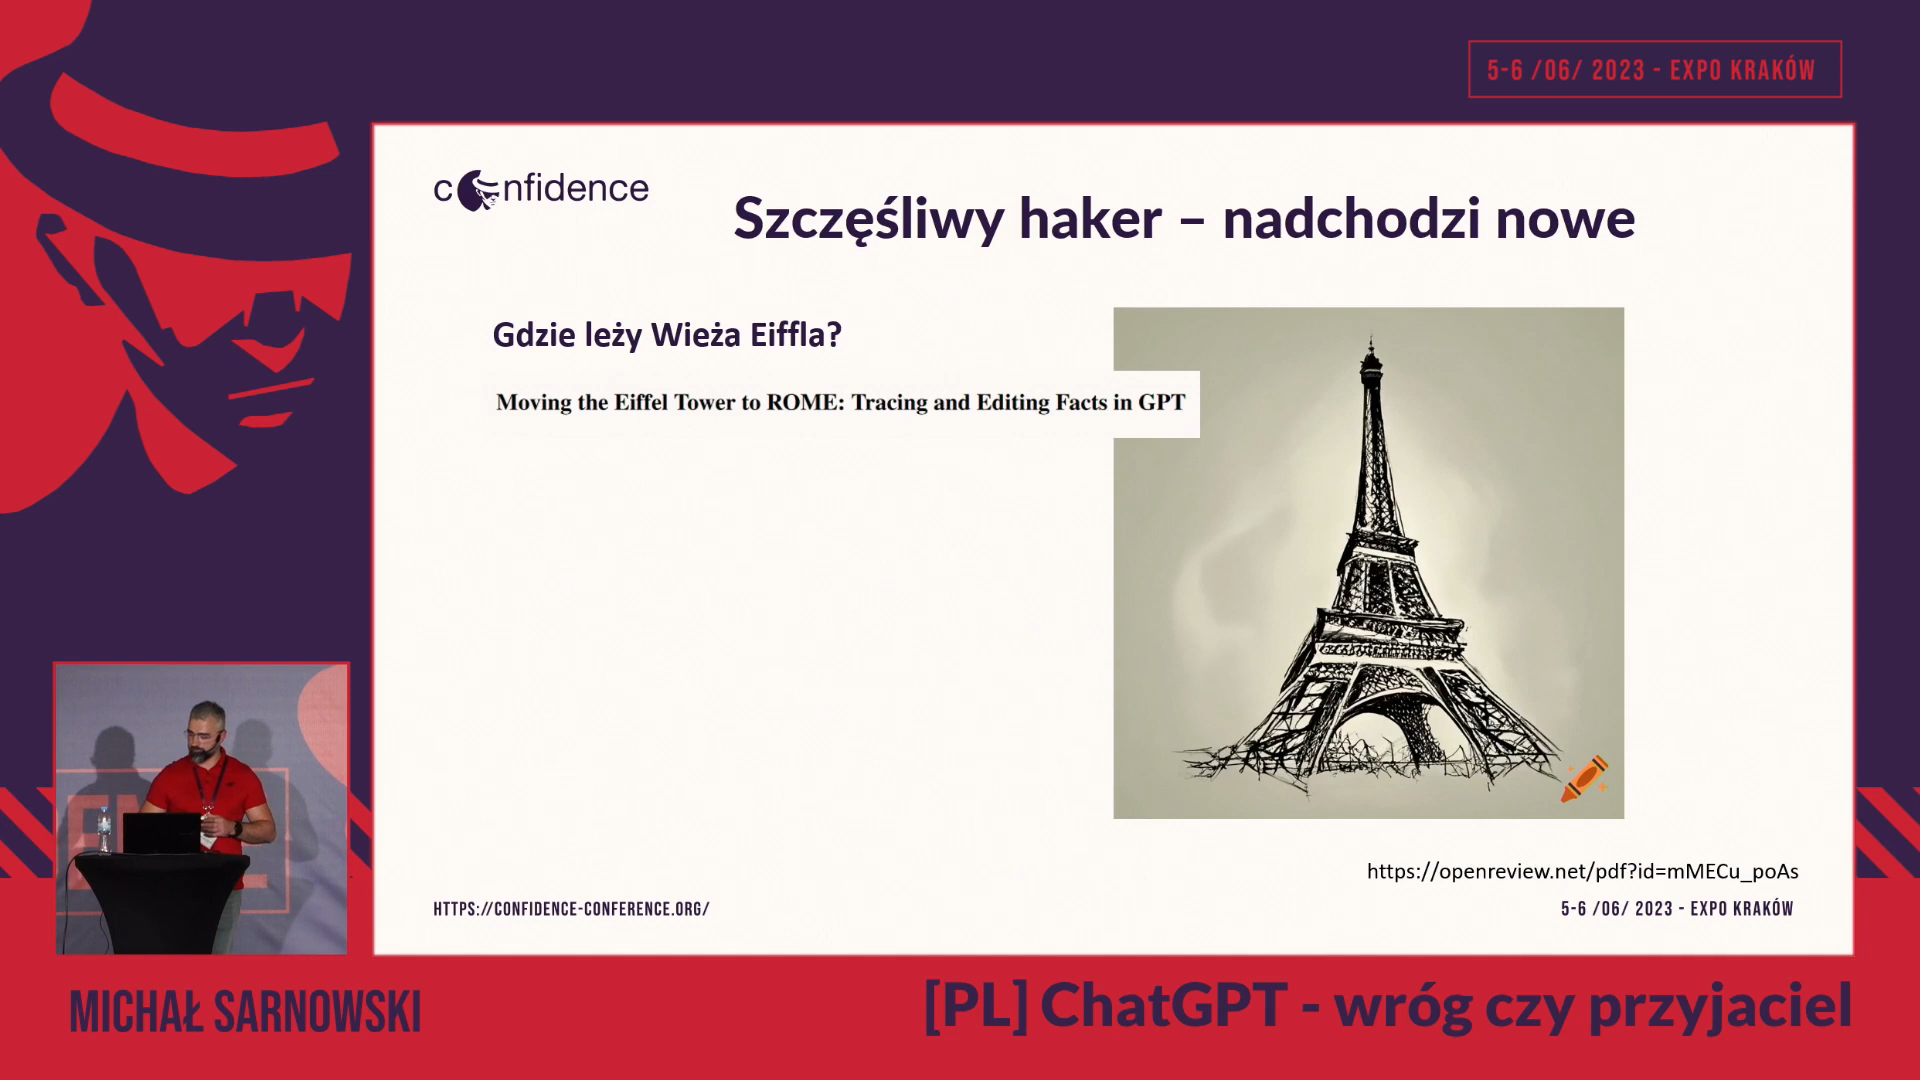 5-6 /06/ 2023 - EXPO KRAKÓW
confidence
Szczęśliwy haker – nadchodzi nowe
Gdzie leży Wieża Eiffla?
Moving the Eiffel Tower to ROME: Tracing and Editing Facts in GPT
https://openreview.net/pdf?id=mMECu_poAs
HTTPS://CONFIDENCE-CONFERENCE.ORG/
5-6 /06/ 2023 - EXPO KRAKÓW
MICHAŁ SARNOWSKI
[PL] ChatGPT - wróg czy przyjaciel